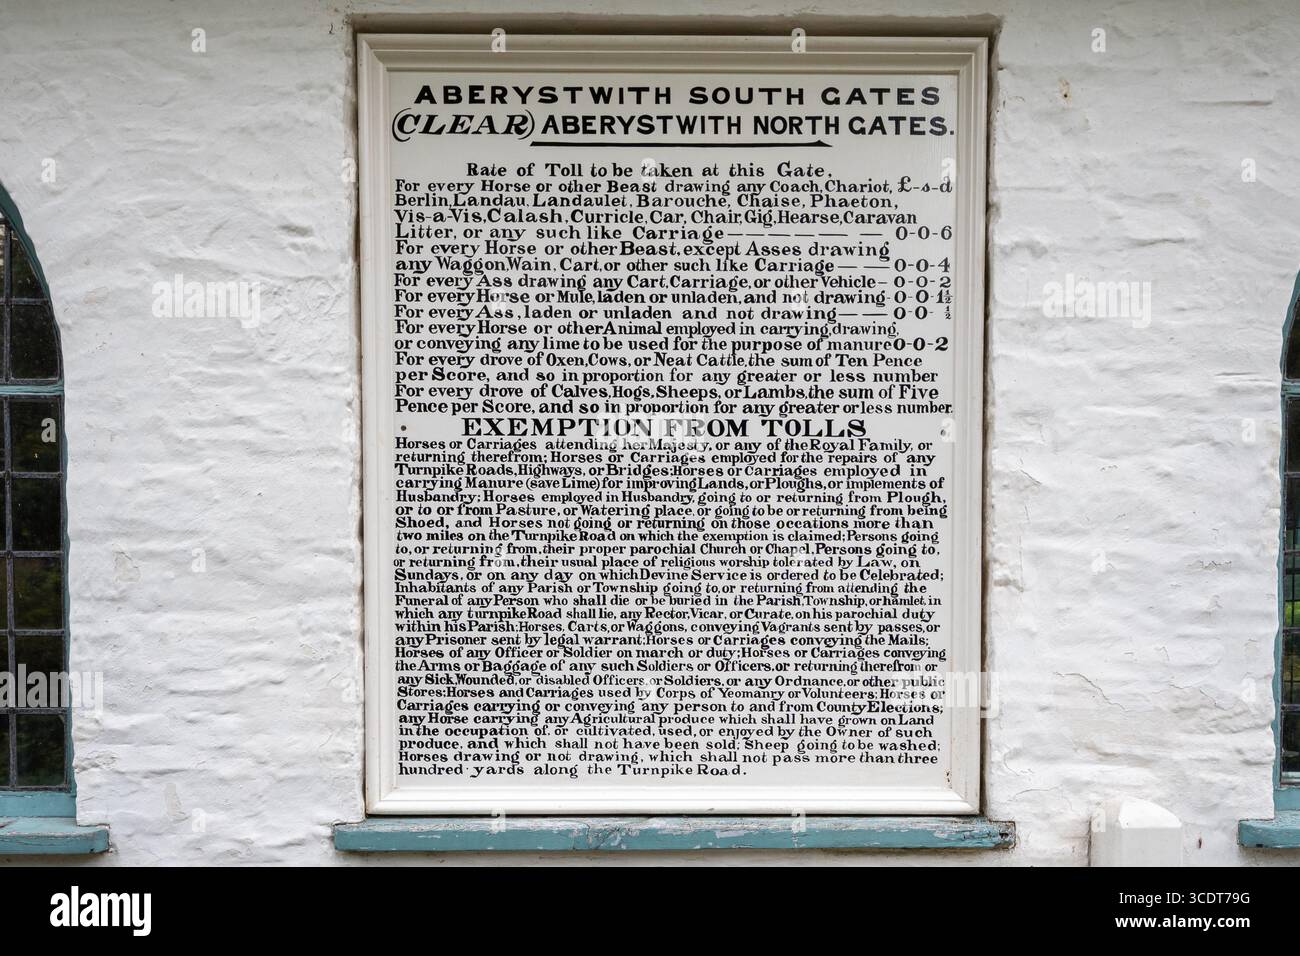 ABERYSTWITH SOUTH GATES
(CLEAR) ABERYSTWITH NORTH GATES.
Rate of Toll to be taken at this Gate.
For every Horse or other Beast drawing any Coach, Chariot, £-s-d
Berlin, Landau, Landaulet, Barouche, Chaise, Phaeton,
Vis-a-Vis, Calash, Curricle, Car, Chair, Gig, Hearse, Caravan
Litter, or any such like Carriage — — — — — — 0-0-6
For every Horse or other Beast, except Asses drawing
any Waggon, Wain, Cart, or other such like Carriage — — 0-0-4
For every Ass drawing any Cart, Carriage, or other Vehicle – 0-0-2
For every Horse or Mule, laden or unladen, and not drawing - 0-0-1½
For every Ass, laden or unladen and not drawing — — 0-0-½
For every Horse or other Animal employed in carrying, drawing,
or conveying any lime to be used for the purpose of manure 0-0-2
For every drove of Oxen, Cows, or Neat Cattle, the sum of Ten Pence
per Score, and so in proportion for any greater or less number
For every drove of Calves, Hogs, Sheeps, or Lambs, the sum of Five
Pence per Score, and so in proportion for any greater or less number.
EXEMPTION FROM TOLLS
Horses or Carriages attending her Majesty, or any of the Royal Family, or
returning therefrom; Horses or Carriages employed for the repairs of any
Turnpike Roads, Highways, or Bridges: Horses or Carriages employed in
carrying Manure (save Lime) for improving Lands, or Ploughs, or implements of
Husbandry; Horses employed in Husbandry, going to or returning from Plough,
or to or from Pasture, or Watering place, or going to be or returning from being
Shoed, and Horses not going or returning on those occations more than
two miles on the Turnpike Road on which the exemption is claimed; Persons going
to, or returning from, their proper parochial Church or Chapel, Persons going to,
or returning from, their usual place of religious worship tolerated by Law, on
Sundays, or on any day on which Devine Service is ordered to be Celebrated;
Inhabitants of any Parish or Township going to, or returning from attending the
Funeral of any Person who shall die or be buried in the Parish, Township, or hamlet, in
which any turnpike Road shall lie, any Rector, Vicar, or Curate, on his parochial duty
within his Parish: Horses, Carts, or Waggons, conveying Vagrants sent by passes, or
any Prisoner sent by legal warrant; Horses or Carriages conveying the Mails;
Horses of any Officer or Soldier on march or duty; Horses or Carriages conveying
the Arms or Baggage of any such Soldiers or Officers, or returning therefrom or
any Sick, Wounded, or disabled Officers, or Soldiers, or any Ordnance, or other public
Stores: Horses and Carriages used by Corps of Yeomanry or Volunteers; Horses or
Carriages carrying or conveying any person to and from County Elections;
any Horse carrying any Agricultural produce which shall have grown on Land
in the occupation of, or cultivated, used, or enjoyed by the Owner of such
produce, and which shall not have been sold; Sheep going to be washed;
Horses drawing or not drawing, which shall not pass more than three
hundred yards along the Turnpike Road.
alamy
Image ID: 3CDT79G
www.alamy.com